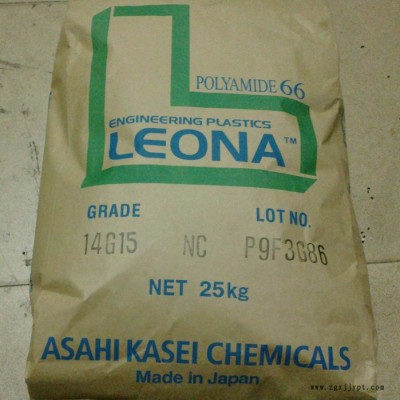 POLYAMIDE 66
ENGINEERING PLASTICS
LEONA™
GRADE LOT NO.
14G15 NC P9F3G86
NET 25kg
ASAHI KASEI CHEMICALS
Made in Japan
www.zgzjjypt.com